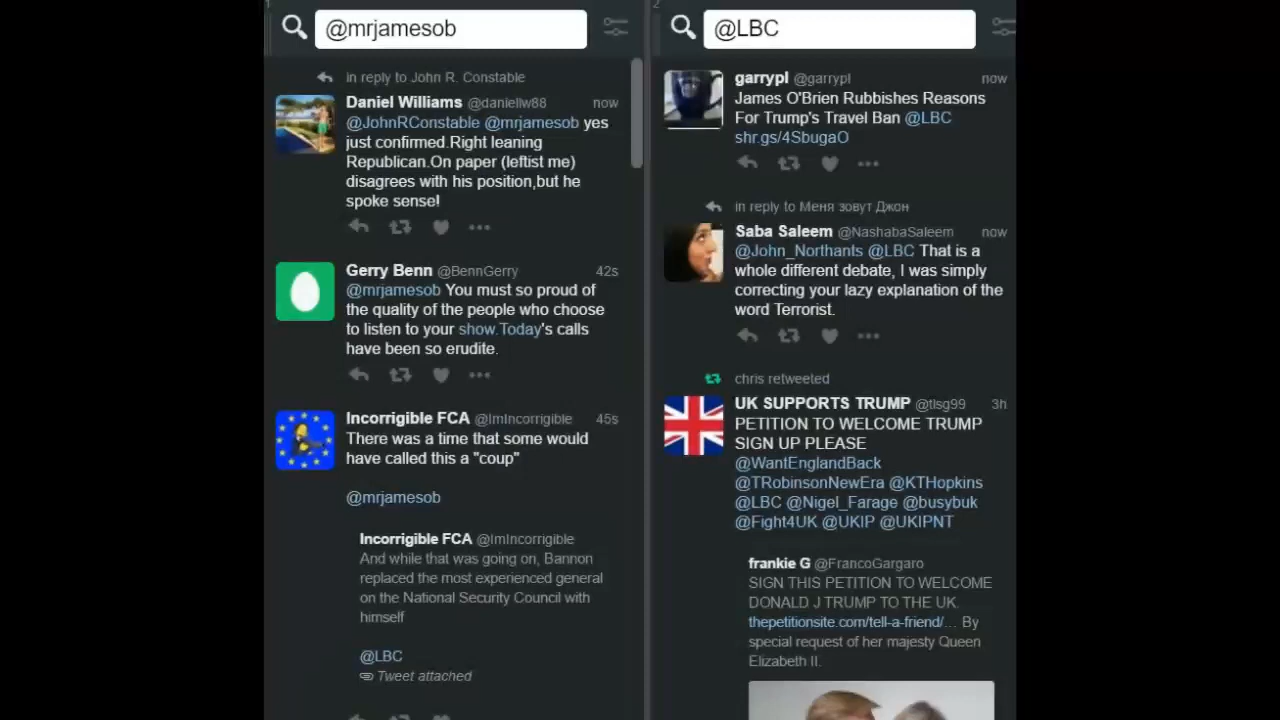 1
@mrjamesob
in reply to John R. Constable
Daniel Williams @daniellw88 now
@JohnRConstable @mrjamesob yes
just confirmed.Right leaning
Republican.On paper (leftist me)
disagrees with his position,but he
spoke sense!
Gerry Benn @BennGerry 42s
@mrjamesob You must so proud of
the quality of the people who choose
to listen to your show.Today's calls
have been so erudite.
Incorrigible FCA @ImIncorrigible 45s
There was a time that some would
have called this a "coup"
@mrjamesob
Incorrigible FCA @ImIncorrigible
And while that was going on, Bannon
replaced the most experienced general
on the National Security Council with
himself
@LBC
Tweet attached
2
@LBC
garrypl @garrypl now
James O'Brien Rubbishes Reasons
For Trump's Travel Ban @LBC
shr.gs/4SbugaO
in reply to Меня зовут Джон
Saba Saleem @NashabaSaleem now
@John_Northants @LBC That is a
whole different debate, I was simply
correcting your lazy explanation of the
word Terrorist.
chris retweeted
UK SUPPORTS TRUMP @tlsg99 3h
PETITION TO WELCOME TRUMP
SIGN UP PLEASE
@WantEnglandBack
@TRobinsonNewEra @KTHopkins
@LBC @Nigel_Farage @busybuk
@Fight4UK @UKIP @UKIPNT
frankie G @FrancoGargaro
SIGN THIS PETITION TO WELCOME
DONALD J TRUMP TO THE UK.
thepetitionsite.com/tell-a-friend/… By
special request of her majesty Queen
Elizabeth II.